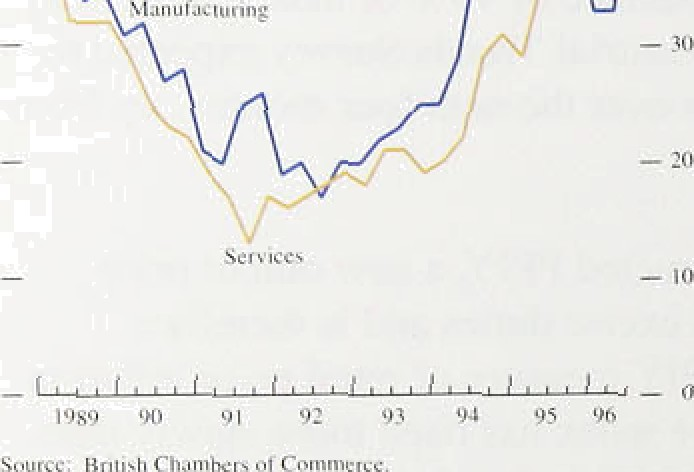 Manufacturing
30
20
Services
10
0
1989 90 91 92 93 94 95 96
Source: British Chambers of Commerce.